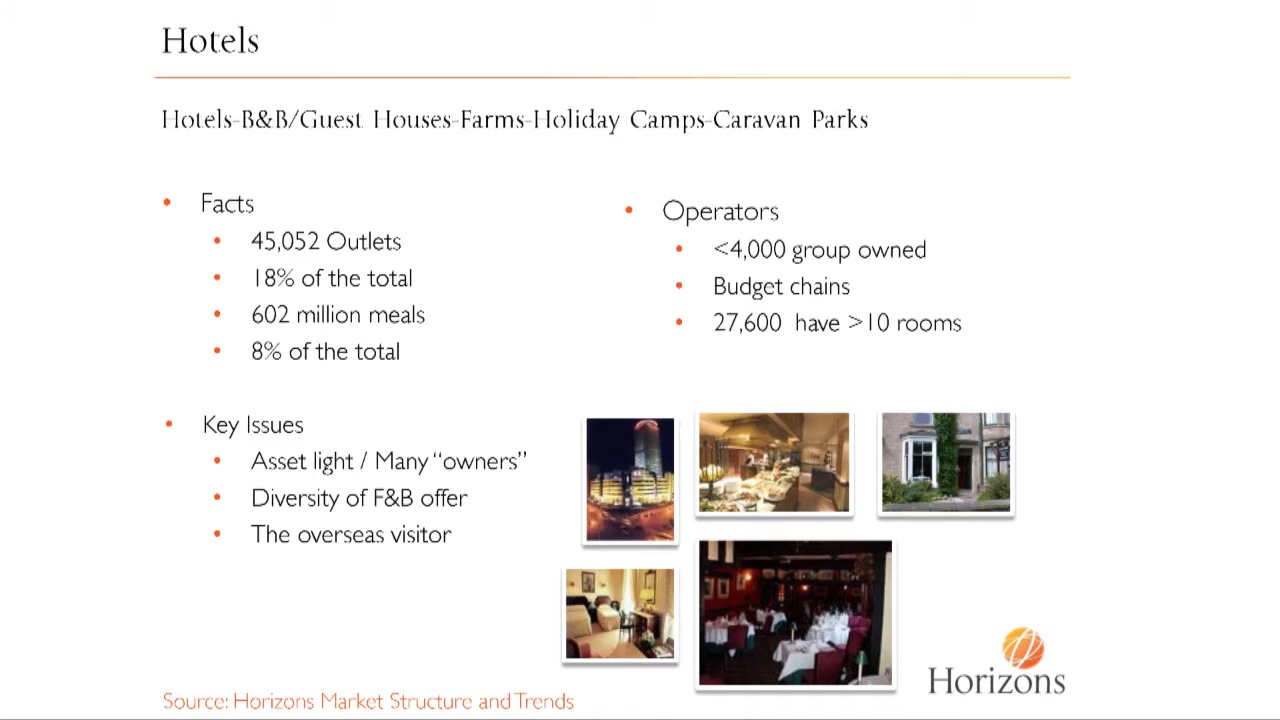 Hotels
Hotels-B&B/Guest Houses-Farms-Holiday Camps-Caravan Parks
• Facts
• 45,052 Outlets
• 18% of the total
• 602 million meals
• 8% of the total
• Key Issues
• Asset light / Many “owners”
• Diversity of F&B offer
• The overseas visitor
• Operators
• <4,000 group owned
• Budget chains
• 27,600 have >10 rooms
Horizons
Source: Horizons Market Structure and Trends